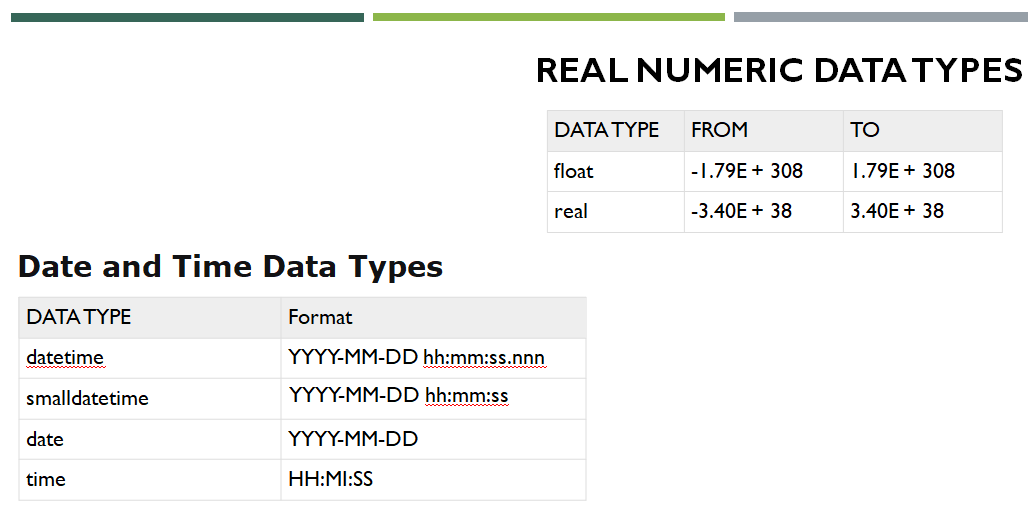 REAL NUMERIC DATA TYPES
DATA TYPE FROM TO
float -1.79E + 308 1.79E + 308
real -3.40E + 38 3.40E + 38
Date and Time Data Types
DATA TYPE Format
datetime YYYY-MM-DD hh:mm:ss.nnn
smalldatetime YYYY-MM-DD hh:mm:ss
date YYYY-MM-DD
time HH:MI:SS